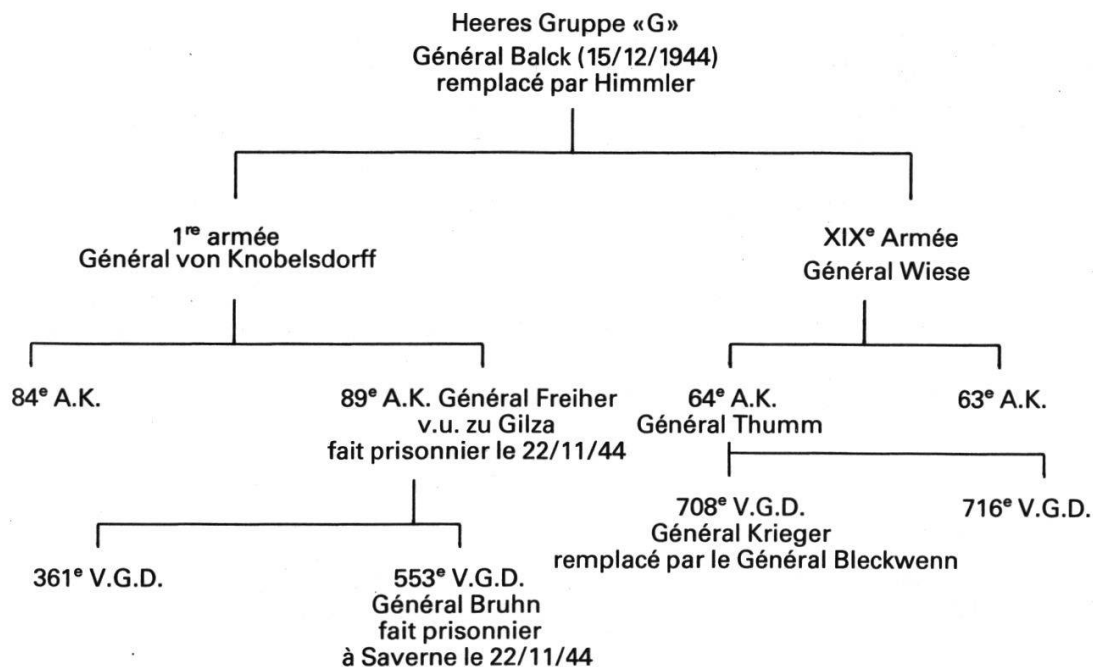 Heeres Gruppe «G»
Général Balck (15/12/1944)
remplacé par Himmler
1re armée
Général von Knobelsdorff
XIXe Armée
Général Wiese
84e A.K.
89e A.K. Général Freiher
v.u. zu Gilza
fait prisonnier le 22/11/44
64e A.K.
Général Thumm
63e A.K.
361e V.G.D.
553e V.G.D.
Général Bruhn
fait prisonnier
à Saverne le 22/11/44
708e V.G.D.
Général Krieger
remplacé par le Général Bleckwenn
716e V.G.D.